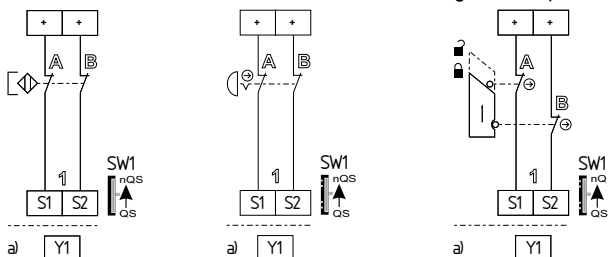 + +
A B
1
SW1
nQS
S1 S2
QS
a) Y1
+ +
A B
1
SW1
nQS
S1 S2
QS
a) Y1
+ +
A
B
1
SW1
nQ
S1 S2
QS
a) Y1